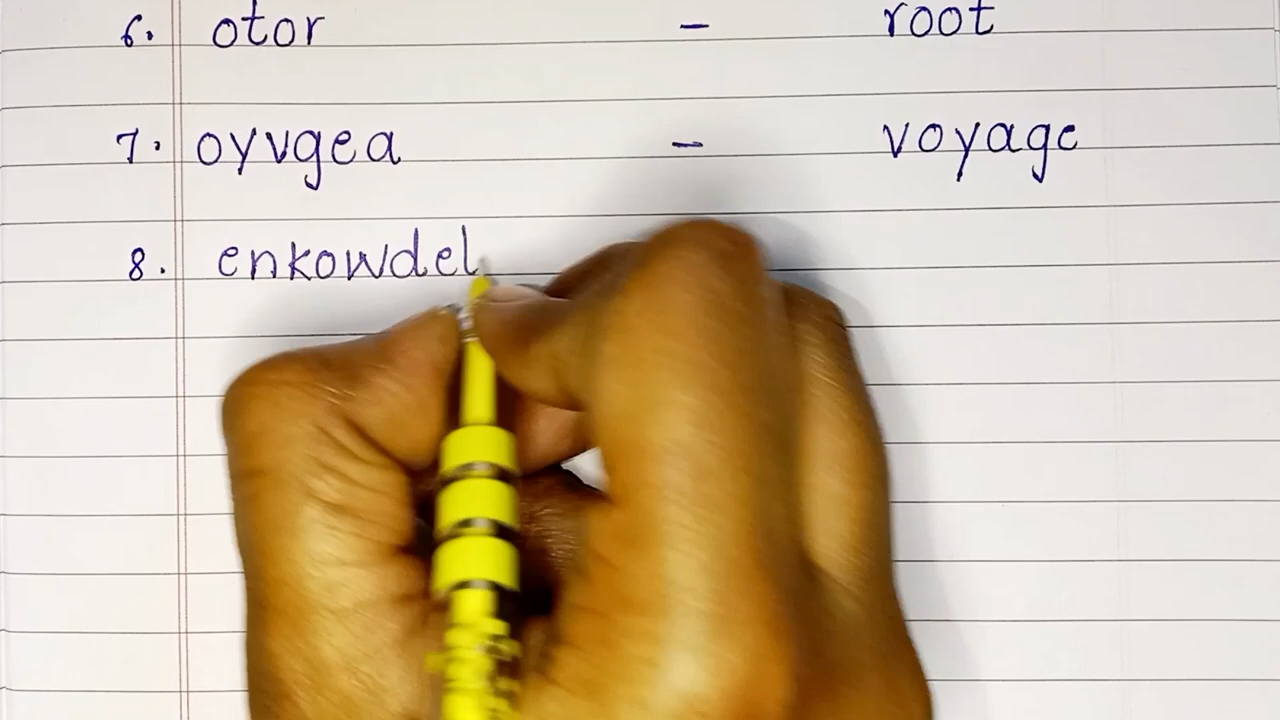 6. otor - root
7. oyvgea - voyage
8. enkowdel